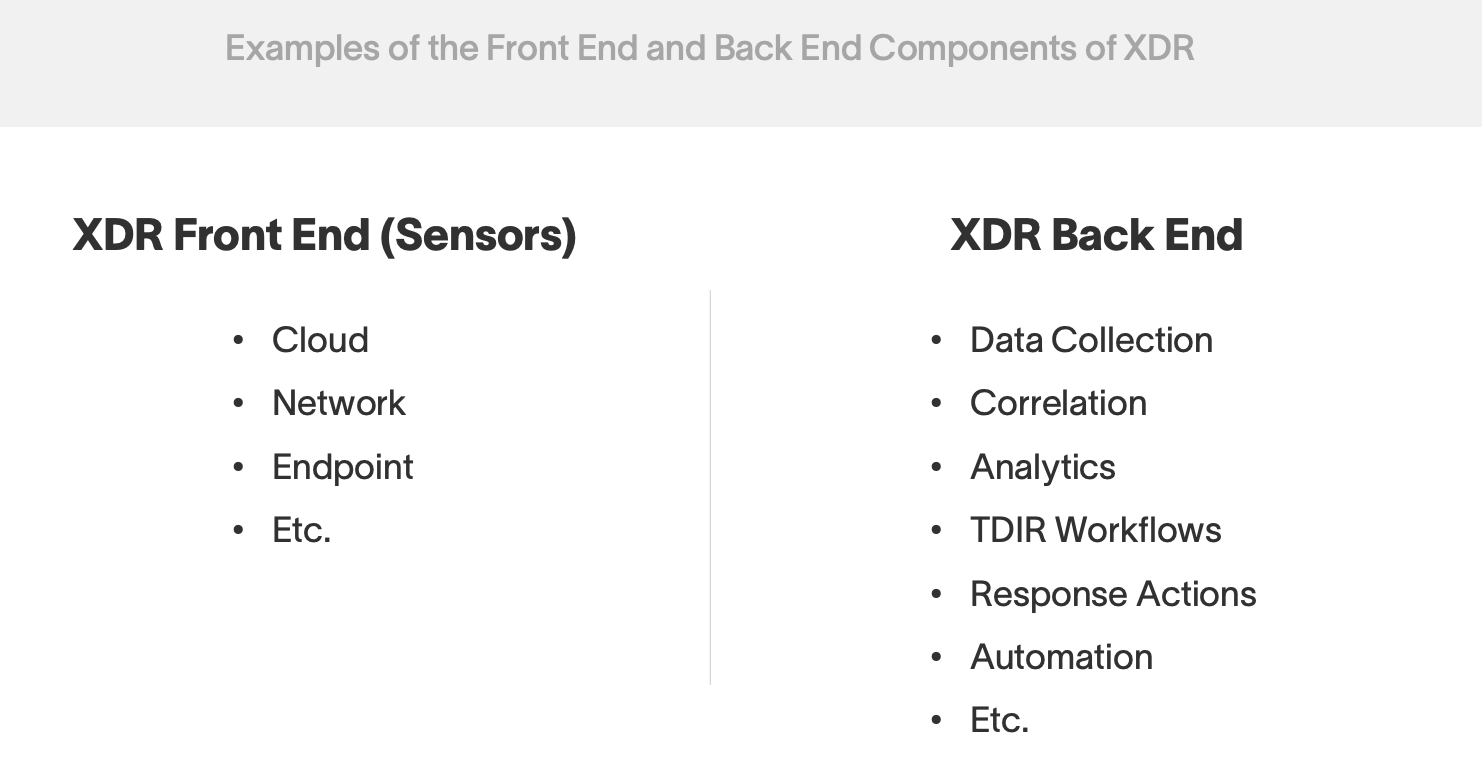 Examples of the Front End and Back End Components of XDR
XDR Front End (Sensors)
• Cloud
• Network
• Endpoint
• Etc.
XDR Back End
• Data Collection
• Correlation
• Analytics
• TDIR Workflows
• Response Actions
• Automation
• Etc.